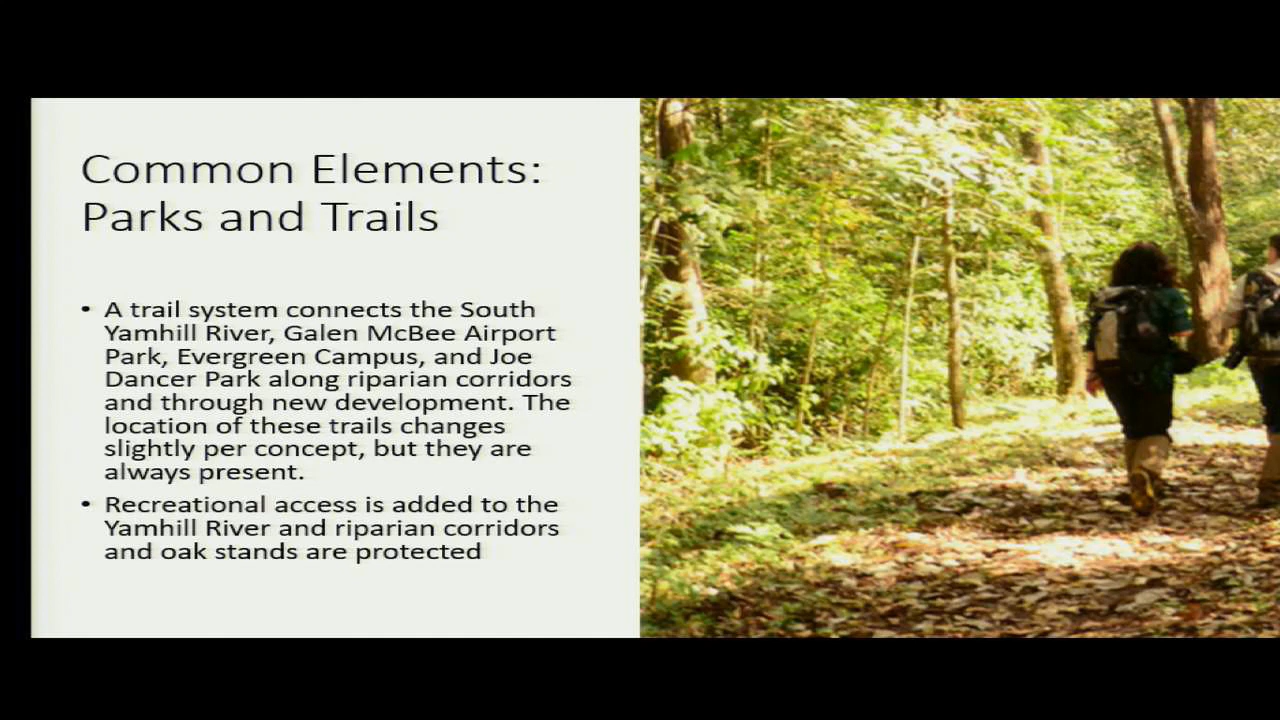 Common Elements:
Parks and Trails
• A trail system connects the South
Yamhill River, Galen McBee Airport
Park, Evergreen Campus, and Joe
Dancer Park along riparian corridors
and through new development. The
location of these trails changes
slightly per concept, but they are
always present.
• Recreational access is added to the
Yamhill River and riparian corridors
and oak stands are protected